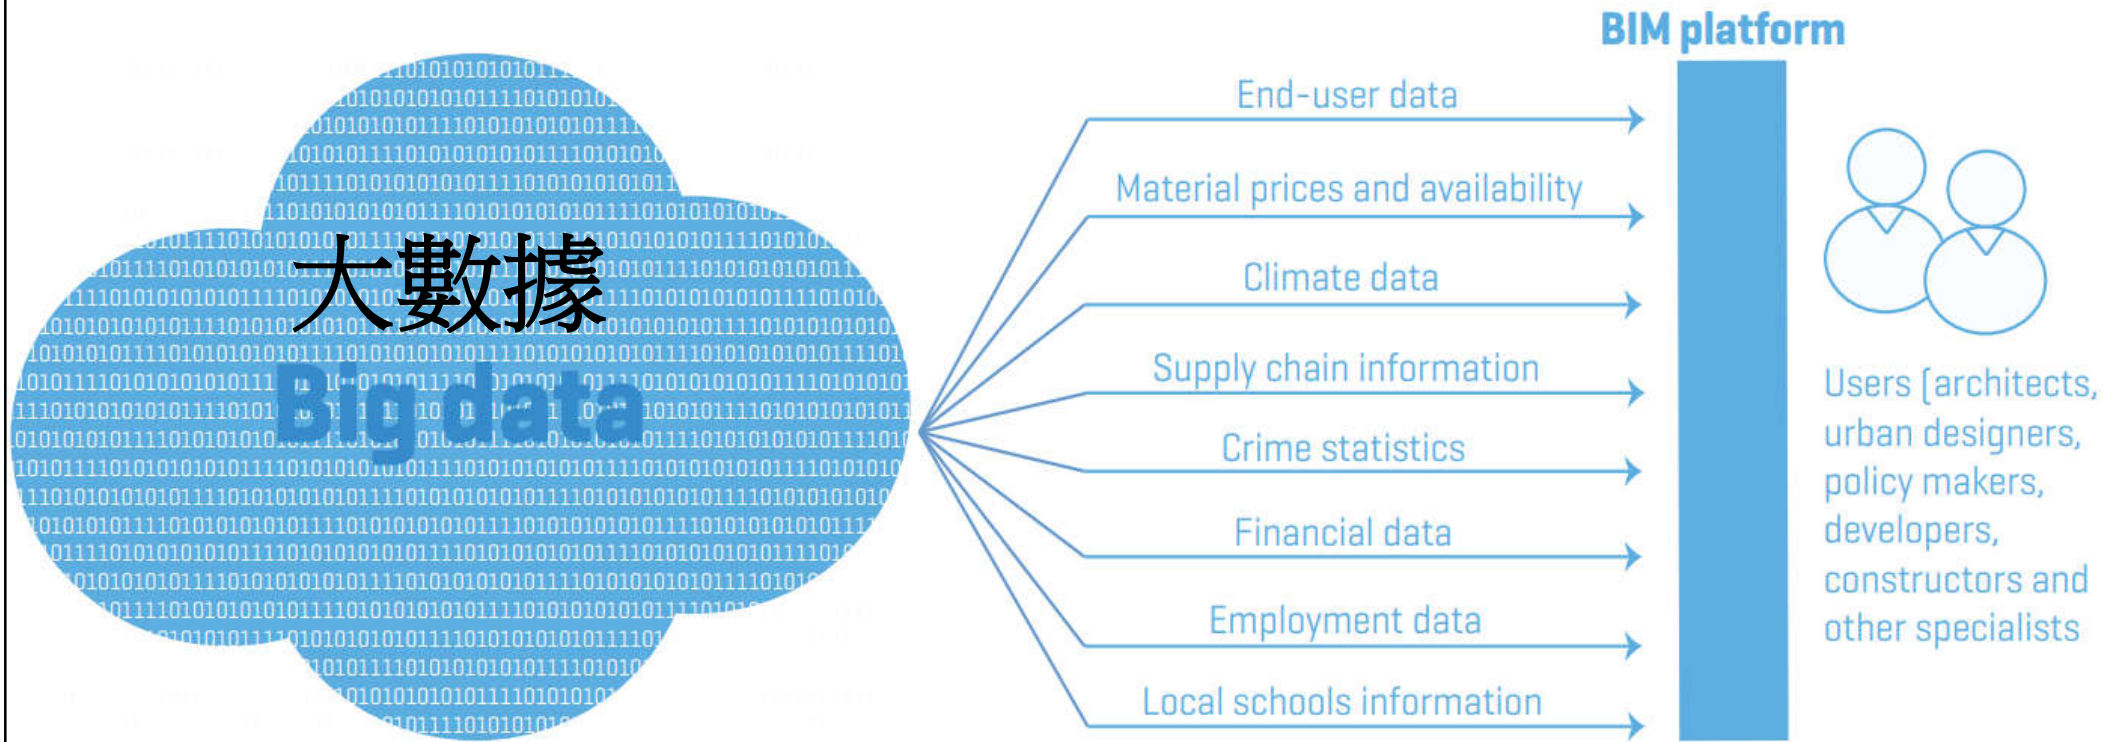 BIM platform
大數據
Big data
End-user data
Material prices and availability
Climate data
Supply chain information
Crime statistics
Financial data
Employment data
Local schools information
Users (architects,
urban designers,
policy makers,
developers,
constructors and
other specialists